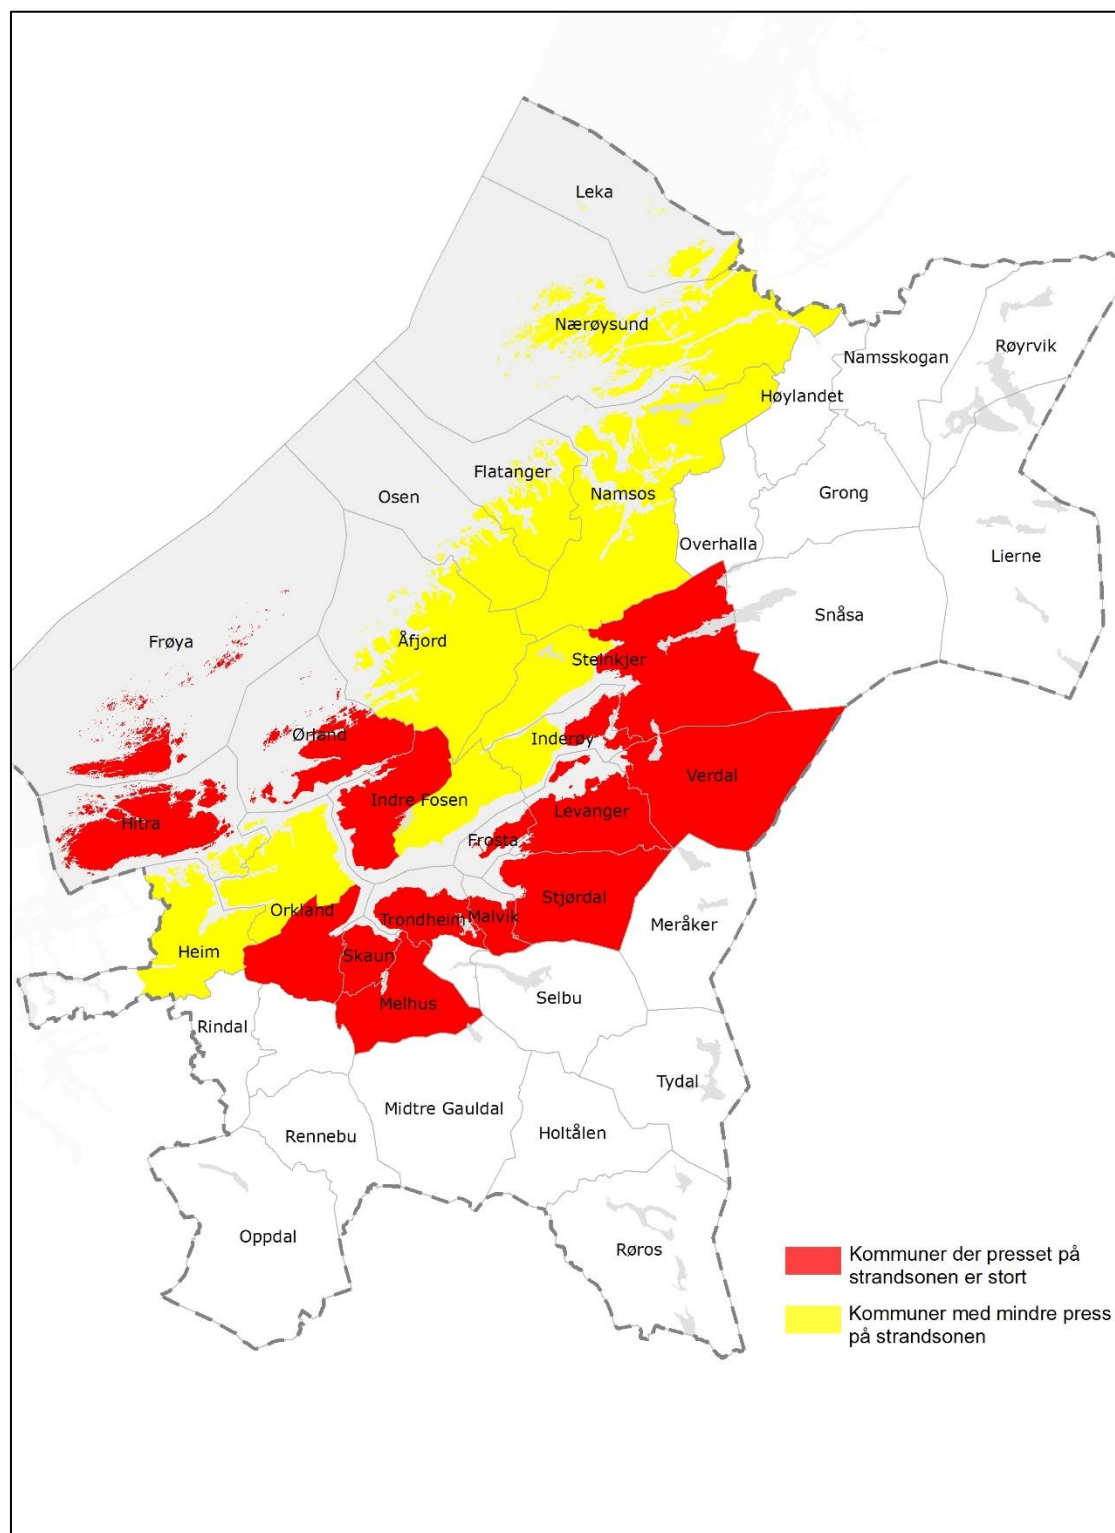 Leka
Nærøysund
Namsskogan
Røyrvik
Høylandet
Flatanger
Osen
Namsos
Grong
Overhalla
Lierne
Snåsa
Frøya
Åfjord
Steinkjer
Ørland
Inderøy
Verdal
Indre Fosen
Levanger
Hitra
Frosta
Stjørdal
Orkland
Trondheim
Malvik
Meråker
Heim
Skaun
Selbu
Melhus
Rindal
Tydal
Midtre Gauldal
Rennebu
Holtålen
Oppdal
Røros
Kommuner der presset på
strandsonen er stort
Kommuner med mindre press
på strandsonen